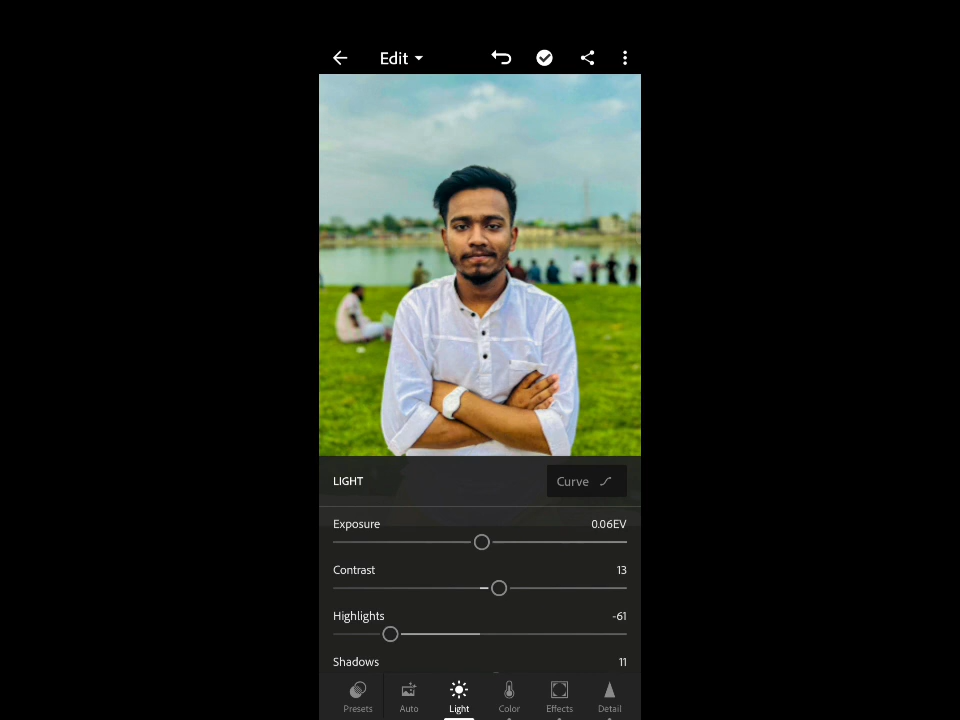 Edit
LIGHT
Curve
Exposure 0.06EV
Contrast 13
Highlights -61
Shadows 11
Presets Auto Light Color Effects Detail